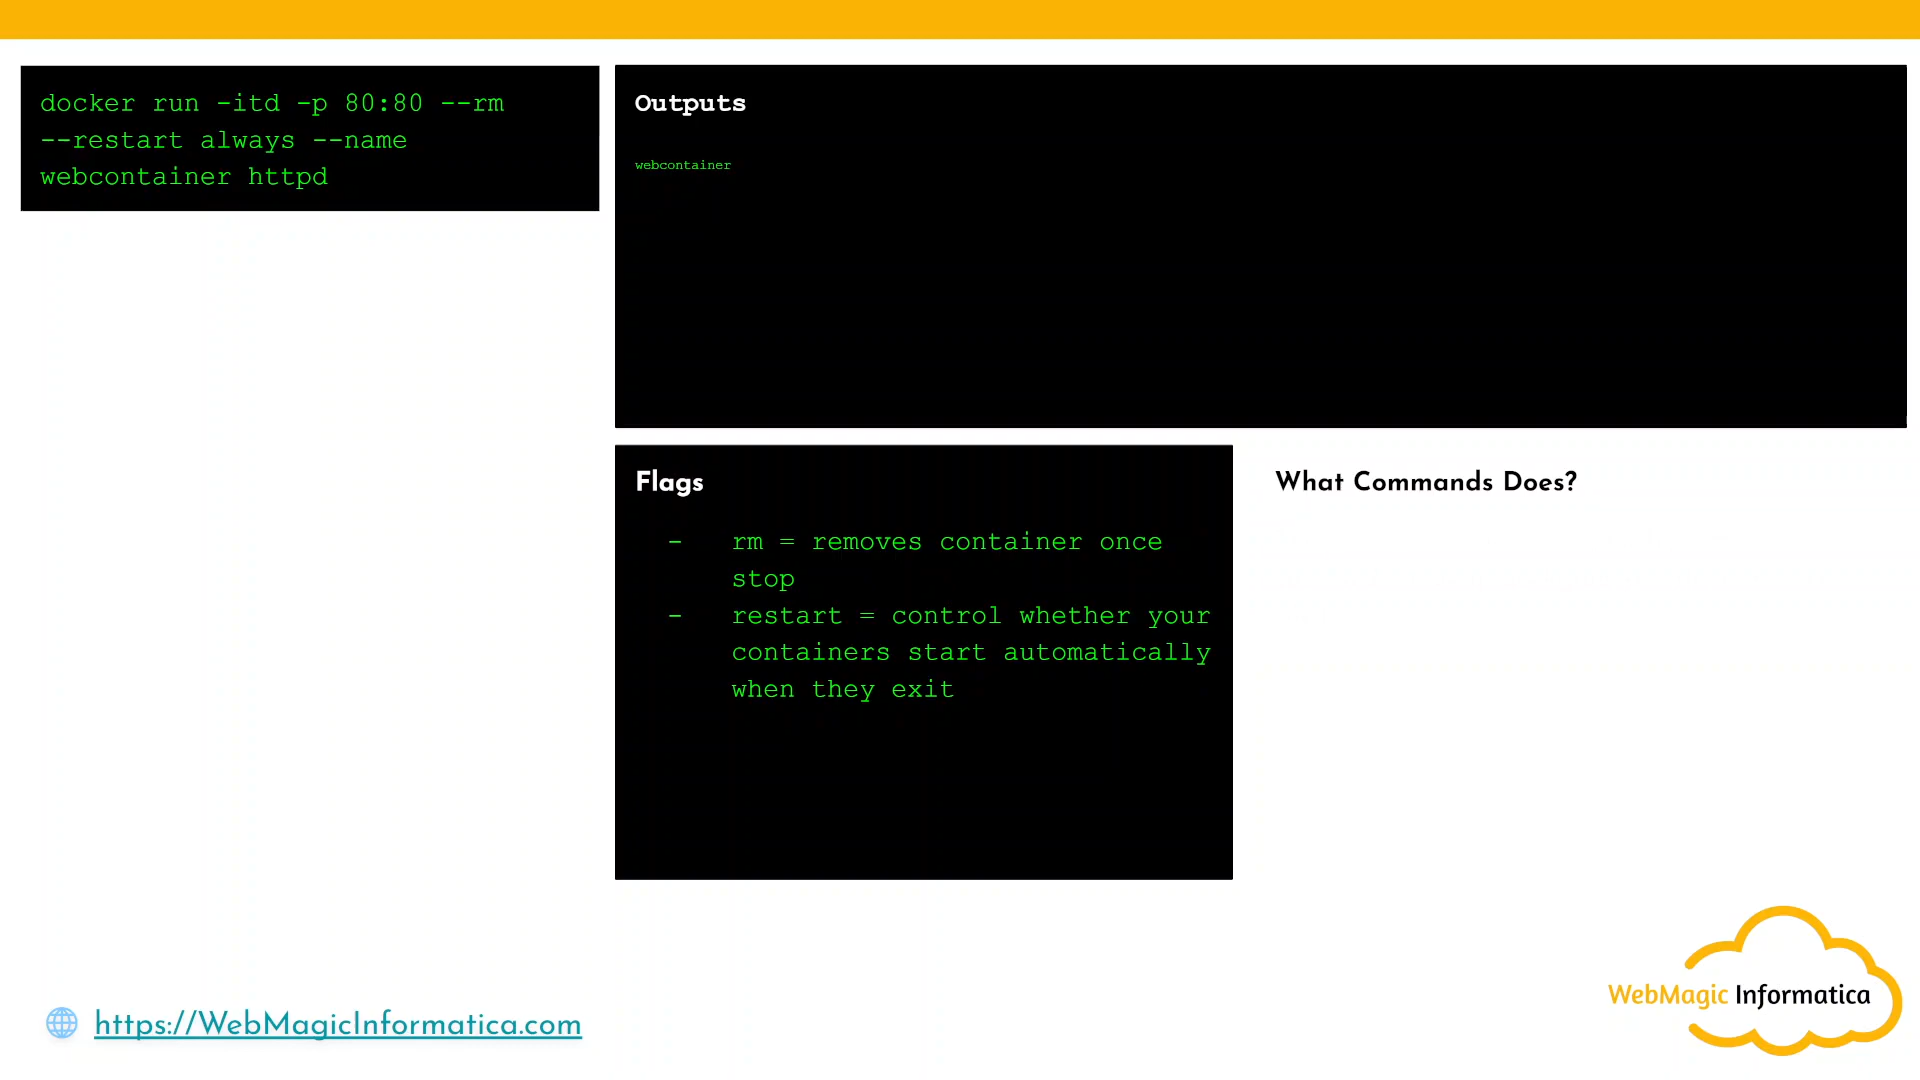 docker run -itd -p 80:80 --rm
--restart always --name
webcontainer httpd
Outputs
webcontainer
Flags
- rm = removes container once
stop
- restart = control whether your
containers start automatically
when they exit
What Commands Does?
https://WebMagicInformatica.com
WebMagic Informatica